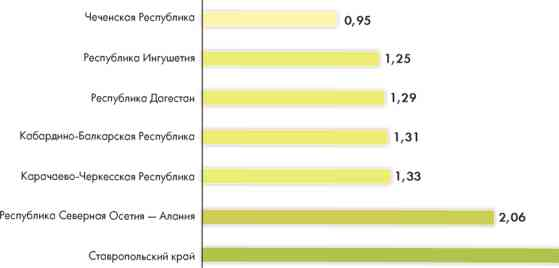 Чеченская Республика 0,95
Республика Ингушетия 1,25
Республика Дагестан 1,29
Кабардино-Балкарская Республика 1,31
Карачаево-Черкесская Республика 1,33
Республика Северная Осетия — Алания 2,06
Ставропольский край